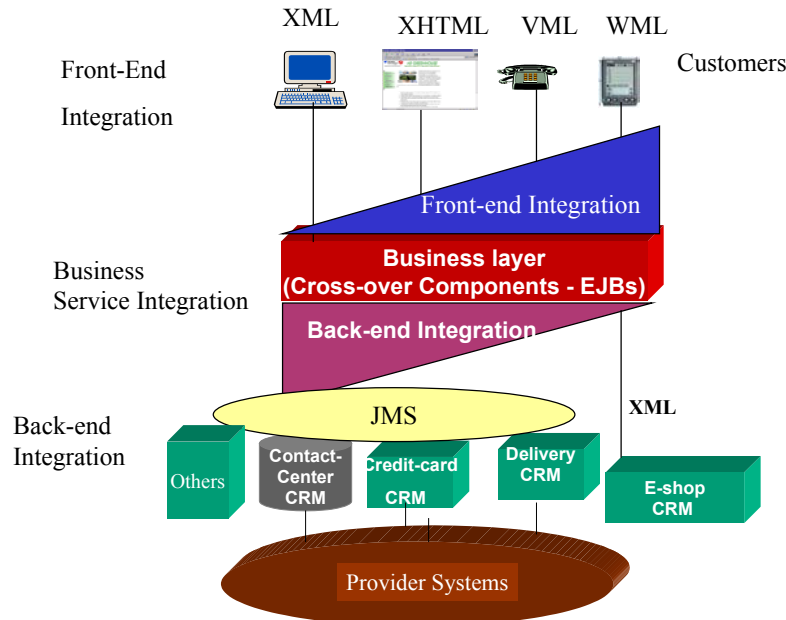 XML
XHTML
VML
WML
Front-End
Integration
Customers
Front-end Integration
Business
Service Integration
Business layer
(Cross-over Components - EJBs)
Back-end Integration
Back-end
Integration
JMS
XML
Others
Contact-
Center
CRM
Credit-card
CRM
Delivery
CRM
E-shop
CRM
Provider Systems